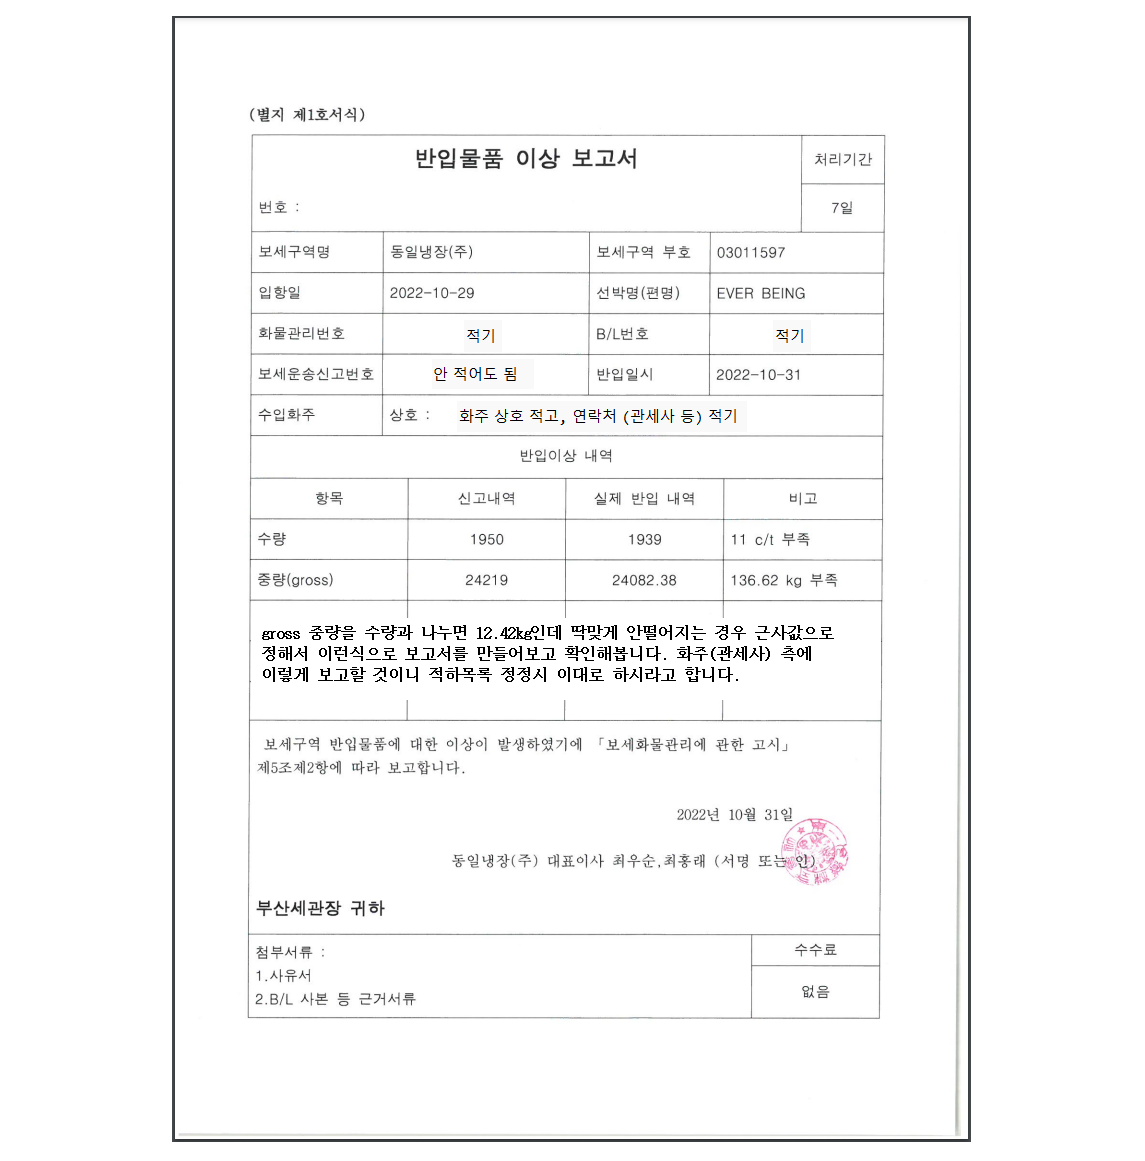 (별지 제1호서식)
반입물품 이상 보고서
처리기간
번호 :
7일
보세구역명 동일냉장(주) 보세구역 부호 03011597
입항일 2022-10-29 선박명(편명) EVER BEING
화물관리번호 적기 B/L번호 적기
보세운송신고번호 안 적어도 됨 반입일시 2022-10-31
수입화주 상호 : 화주 상호 적고, 연락처 (관세사 등) 적기
반입이상 내역
항목 신고내역 실제 반입 내역 비고
수량 1950 1939 11 c/t 부족
중량(gross) 24219 24082.38 136.62 kg 부족
gross 중량을 수량과 나누면 12.42kg인데 딱맞게 안떨어지는 경우 근사값으로
정해서 이런식으로 보고서를 만들어보고 확인해봅니다. 화주(관세사) 측에
이렇게 보고할 것이니 적하목록 정정시 이대로 하시라고 합니다.
보세구역 반입물품에 대한 이상이 발생하였기에 「보세화물관리에 관한 고시」
제5조제2항에 따라 보고합니다.
2022년 10월 31일
동일냉장(주) 대표이사 최우순,최홍래 (서명 또는 인)
부산세관장 귀하
첨부서류 :
수수료
1.사유서
없음
2.B/L 사본 등 근거서류